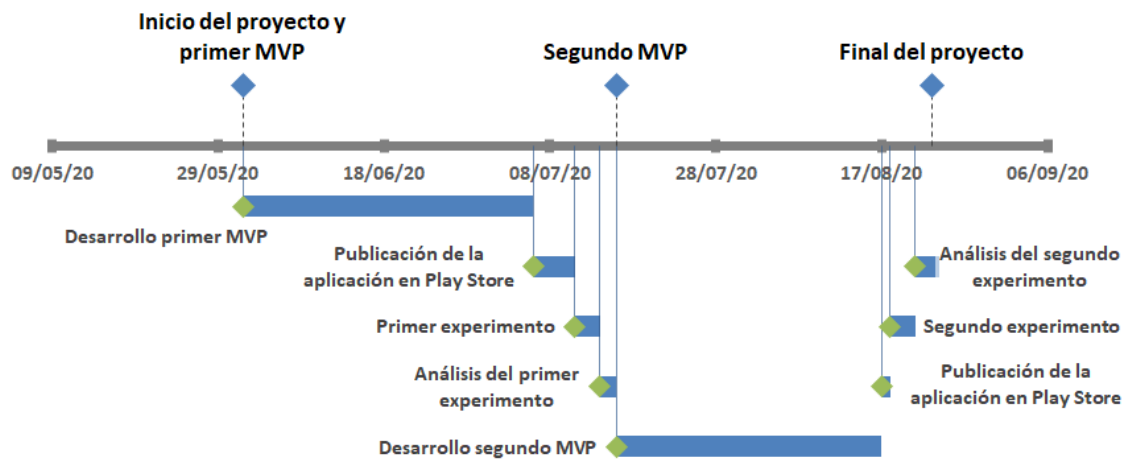 Inicio del proyecto y
primer MVP
Segundo MVP
Final del proyecto
09/05/20
29/05/20
18/06/20
08/07/20
28/07/20
17/08/20
06/09/20
Desarrollo primer MVP
Publicación de la
aplicación en Play Store
Análisis del segundo
experimento
Primer experimento
Segundo experimento
Análisis del primer
experimento
Publicación de la
aplicación en Play Store
Desarrollo segundo MVP